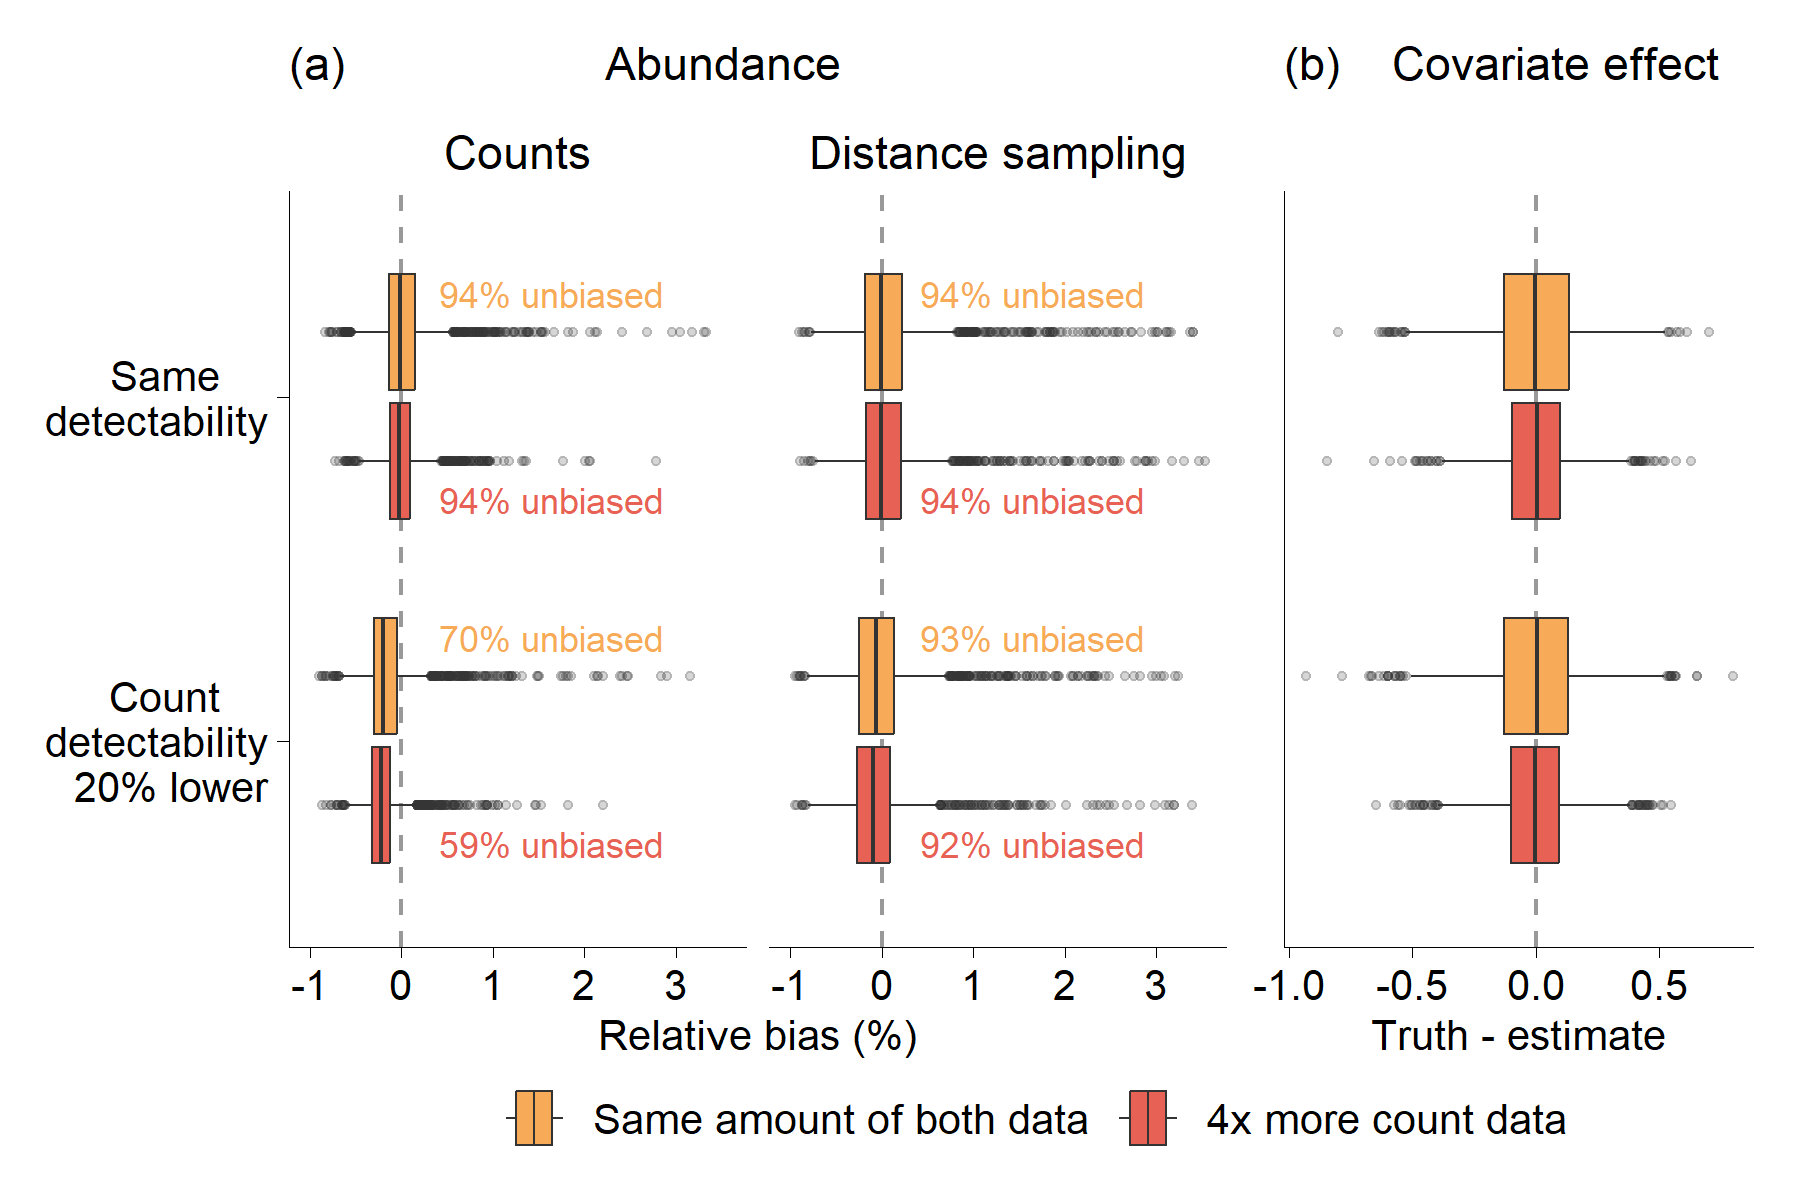 (a) Abundance
(b) Covariate effect
Counts
Distance sampling
94% unbiased
94% unbiased
Same
detectability
94% unbiased
94% unbiased
70% unbiased
93% unbiased
Count
detectability
20% lower
59% unbiased
92% unbiased
-1 0 1 2 3
-1 0 1 2 3
-1.0 -0.5 0.0 0.5
Relative bias (%)
Truth - estimate
Same amount of both data
4x more count data